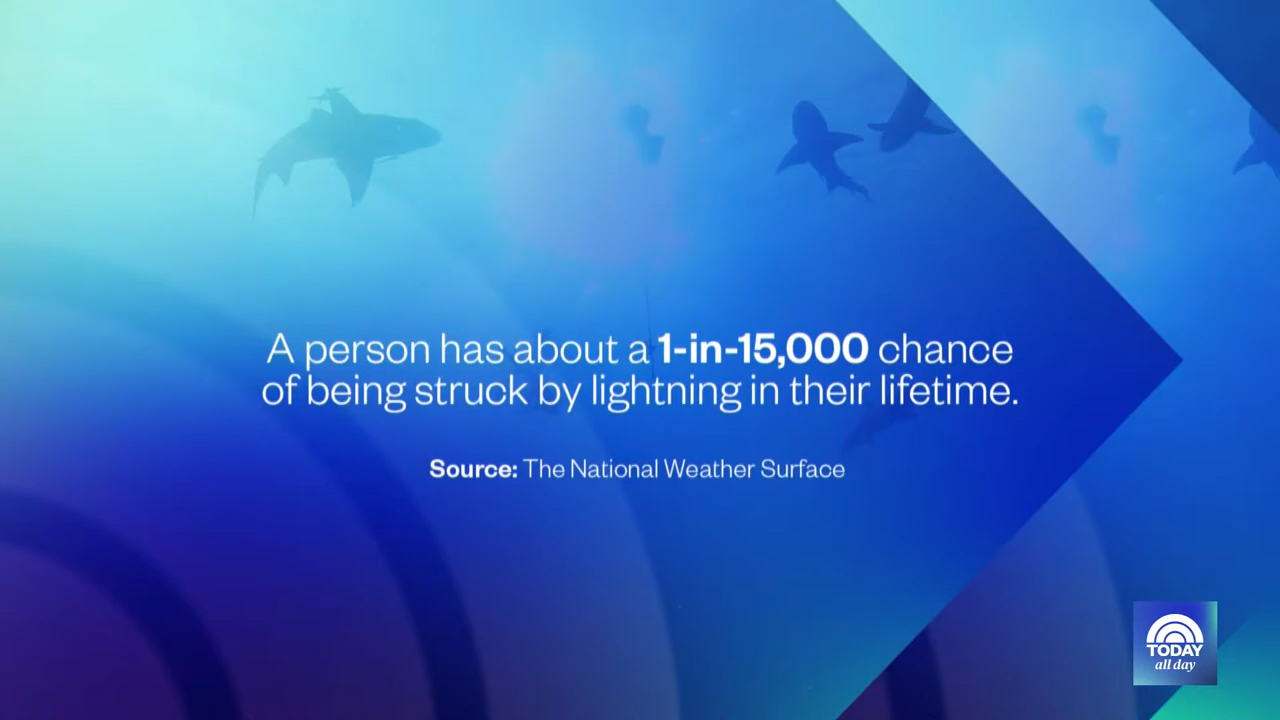 A person has about a 1-in-15,000 chance
of being struck by lightning in their lifetime.
Source: The National Weather Surface
TODAY
all day